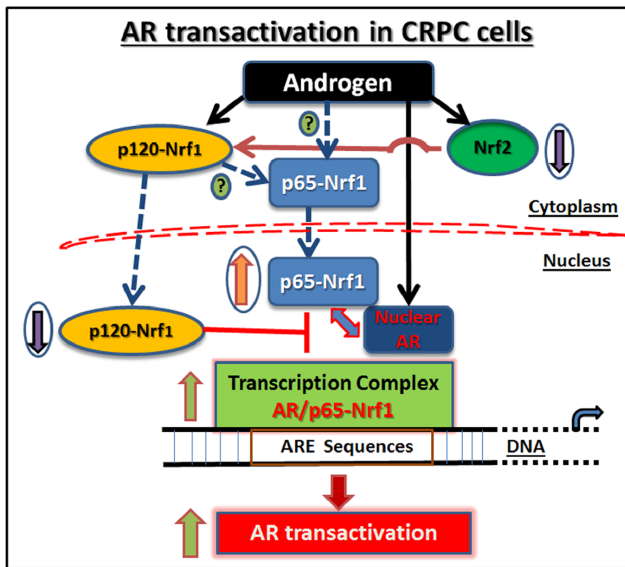 AR transactivation in CRPC cells
Androgen
?
p120-Nrf1
Nrf2
?
p65-Nrf1
Cytoplasm
Nucleus
p65-Nrf1
p120-Nrf1
Nuclear
AR
Transcription Complex
AR/p65-Nrf1
ARE Sequences
DNA
AR transactivation